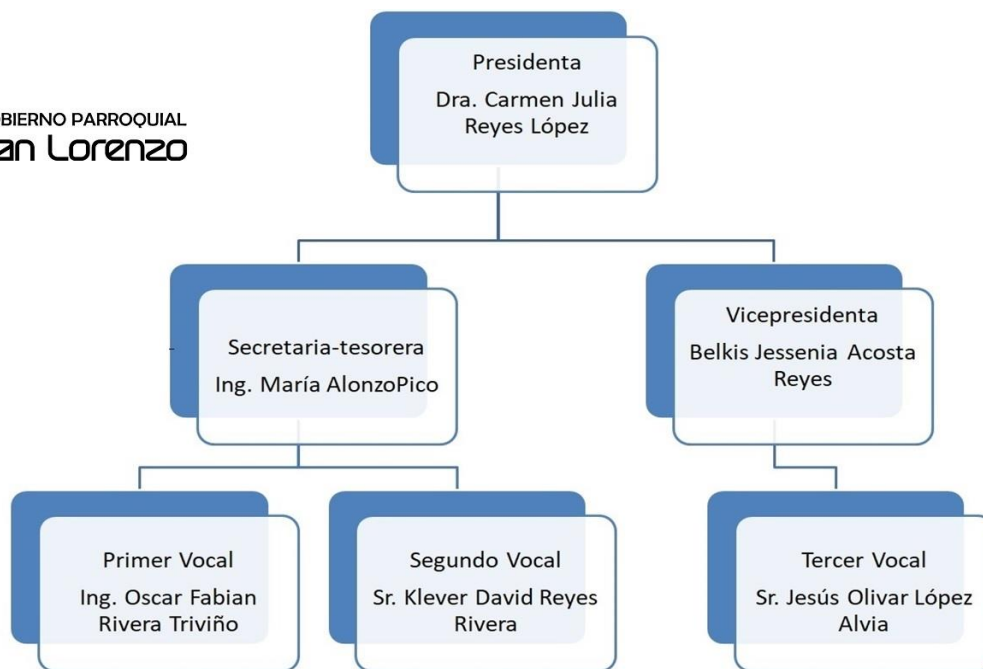 Presidenta
Dra. Carmen Julia
Reyes López
OBIERNO PARROQUIAL
an Lorenzo
Secretaria-tesorera
Ing. María AlonzoPico
Vicepresidenta
Belkis Jessenia Acosta
Reyes
Primer Vocal
Ing. Oscar Fabian
Rivera Triviño
Segundo Vocal
Sr. Klever David Reyes
Rivera
Tercer Vocal
Sr. Jesús Olivar López
Alvia